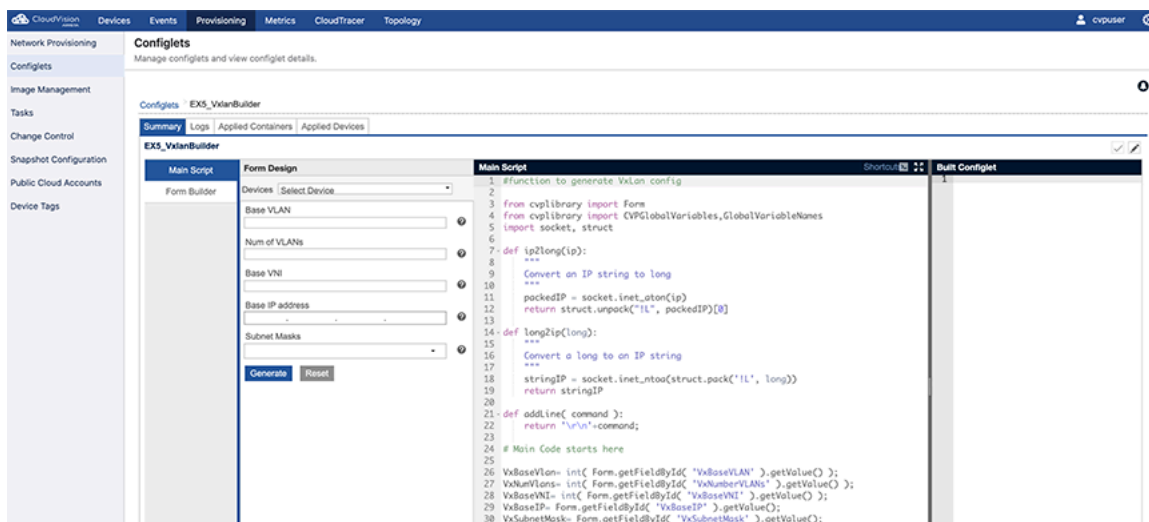 CloudVision Devices Events Provisioning Metrics CloudTracer Topology cvpuser
Network Provisioning
Configlets
Image Management
Tasks
Change Control
Snapshot Configuration
Public Cloud Accounts
Device Tags
Configlets
Manage configlets and view configlet details.
Configlets EX5_VxlanBuilder
Summary Logs Applied Containers Applied Devices
EX5_VxlanBuilder
Main Script
Form Builder
Form Design
Devices Select Device
Base VLAN
Num of VLANs
Base VNI
Base IP address
Subnet Masks
Generate Reset
Main Script Shortcut
1 #function to generate VxLan config
2
3 from cvplibrary import Form
4 from cvplibrary import CVPGlobalVariables,GlobalVariableNames
5 import socket, struct
6
7 def ip2long(ip):
8 """
9 Convert an IP string to long
10 """
11 packedIP = socket.inet_aton(ip)
12 return struct.unpack("!L", packedIP)[0]
13
14 def long2ip(long):
15 """
16 Convert a long to an IP string
17 """
18 stringIP = socket.inet_ntoa(struct.pack('!L', long))
19 return stringIP
20
21 def addLine( command ):
22 return '\r\n'+command;
23
24 # Main Code starts here
25
26 VxBaseVlan= int( Form.getFieldById( 'VxBaseVLAN' ).getValue() );
27 VxNumVlans= int( Form.getFieldById( 'VxNumberVLANs' ).getValue() );
28 VxBaseVNI= int( Form.getFieldById( 'VxBaseVNI' ).getValue() );
29 VxBaseIP= Form.getFieldById( 'VxBaseIP' ).getValue();
30 VxSubnetMask= Form.getFieldById( 'VxSubnetMask' ).getValue();
Built Configlet
1